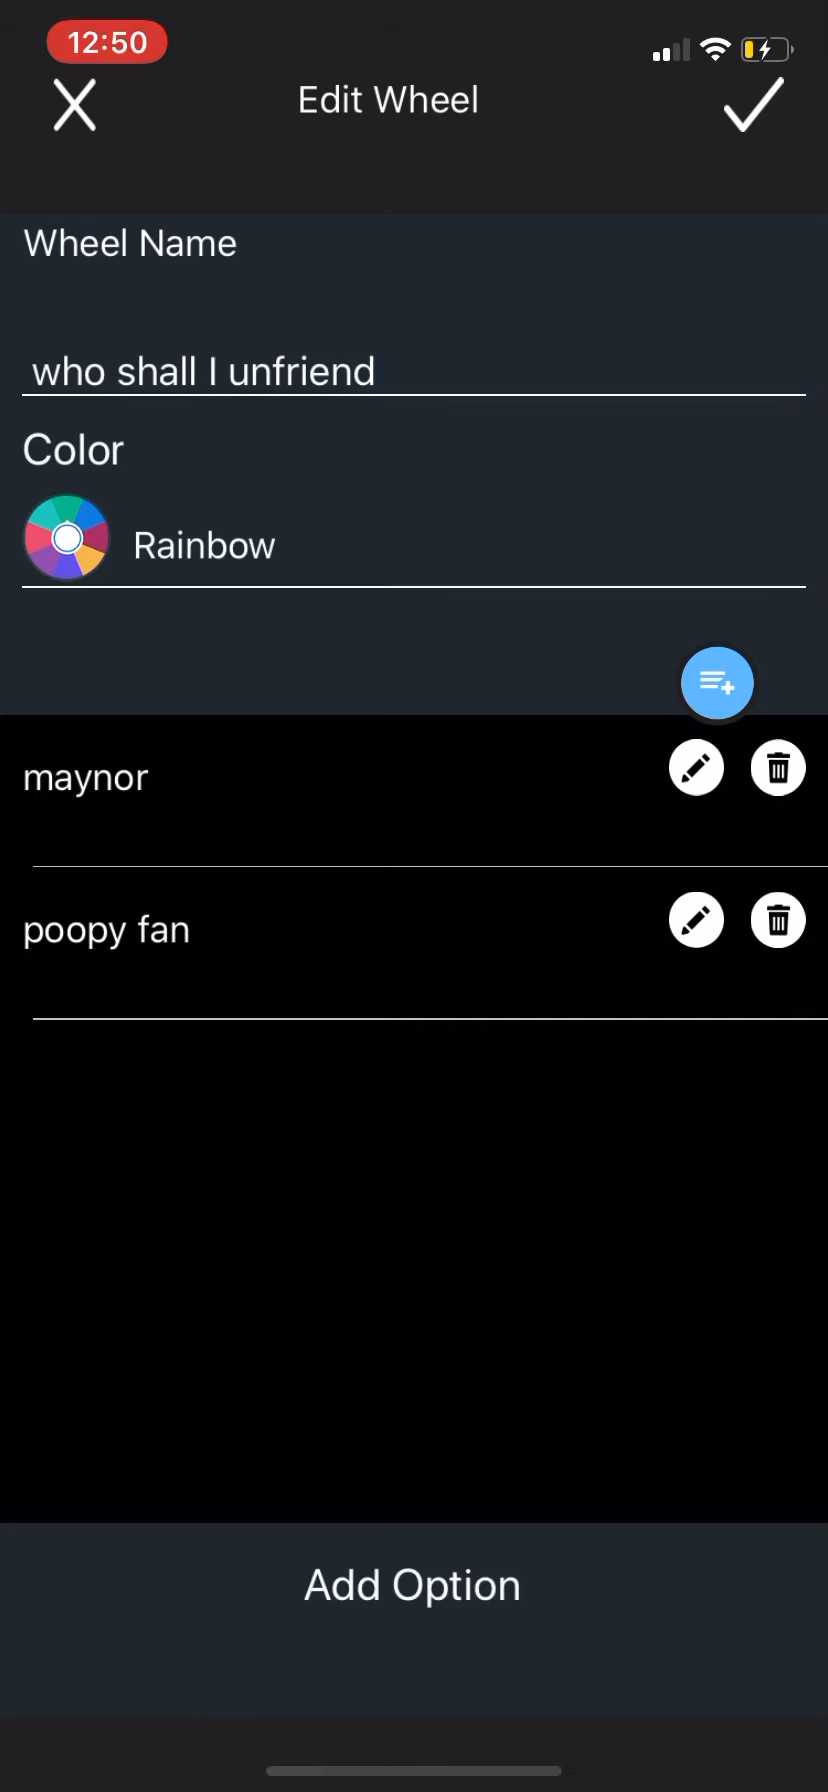 12:50
Edit Wheel
Wheel Name
who shall I unfriend
Color
Rainbow
maynor
poopy fan
Add Option